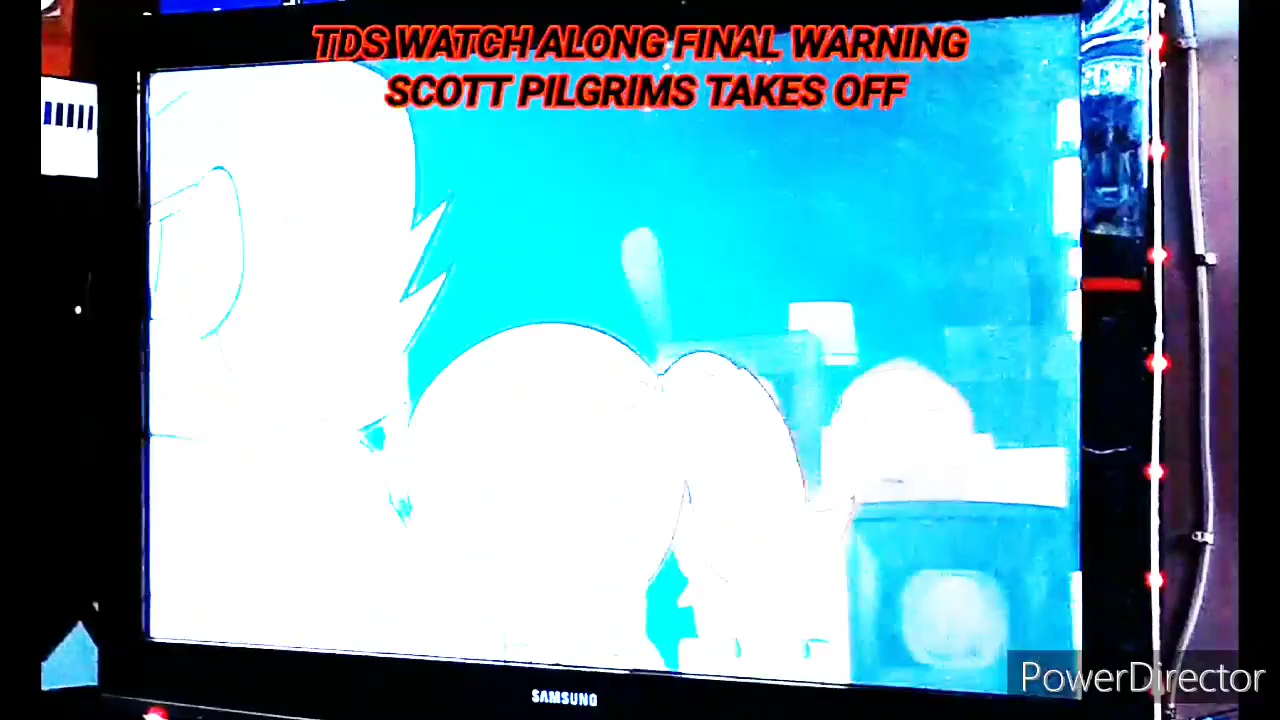 TDS WATCH ALONG FINAL WARNING
SCOTT PILGRIMS TAKES OFF
SAMSUNG
PowerDirector